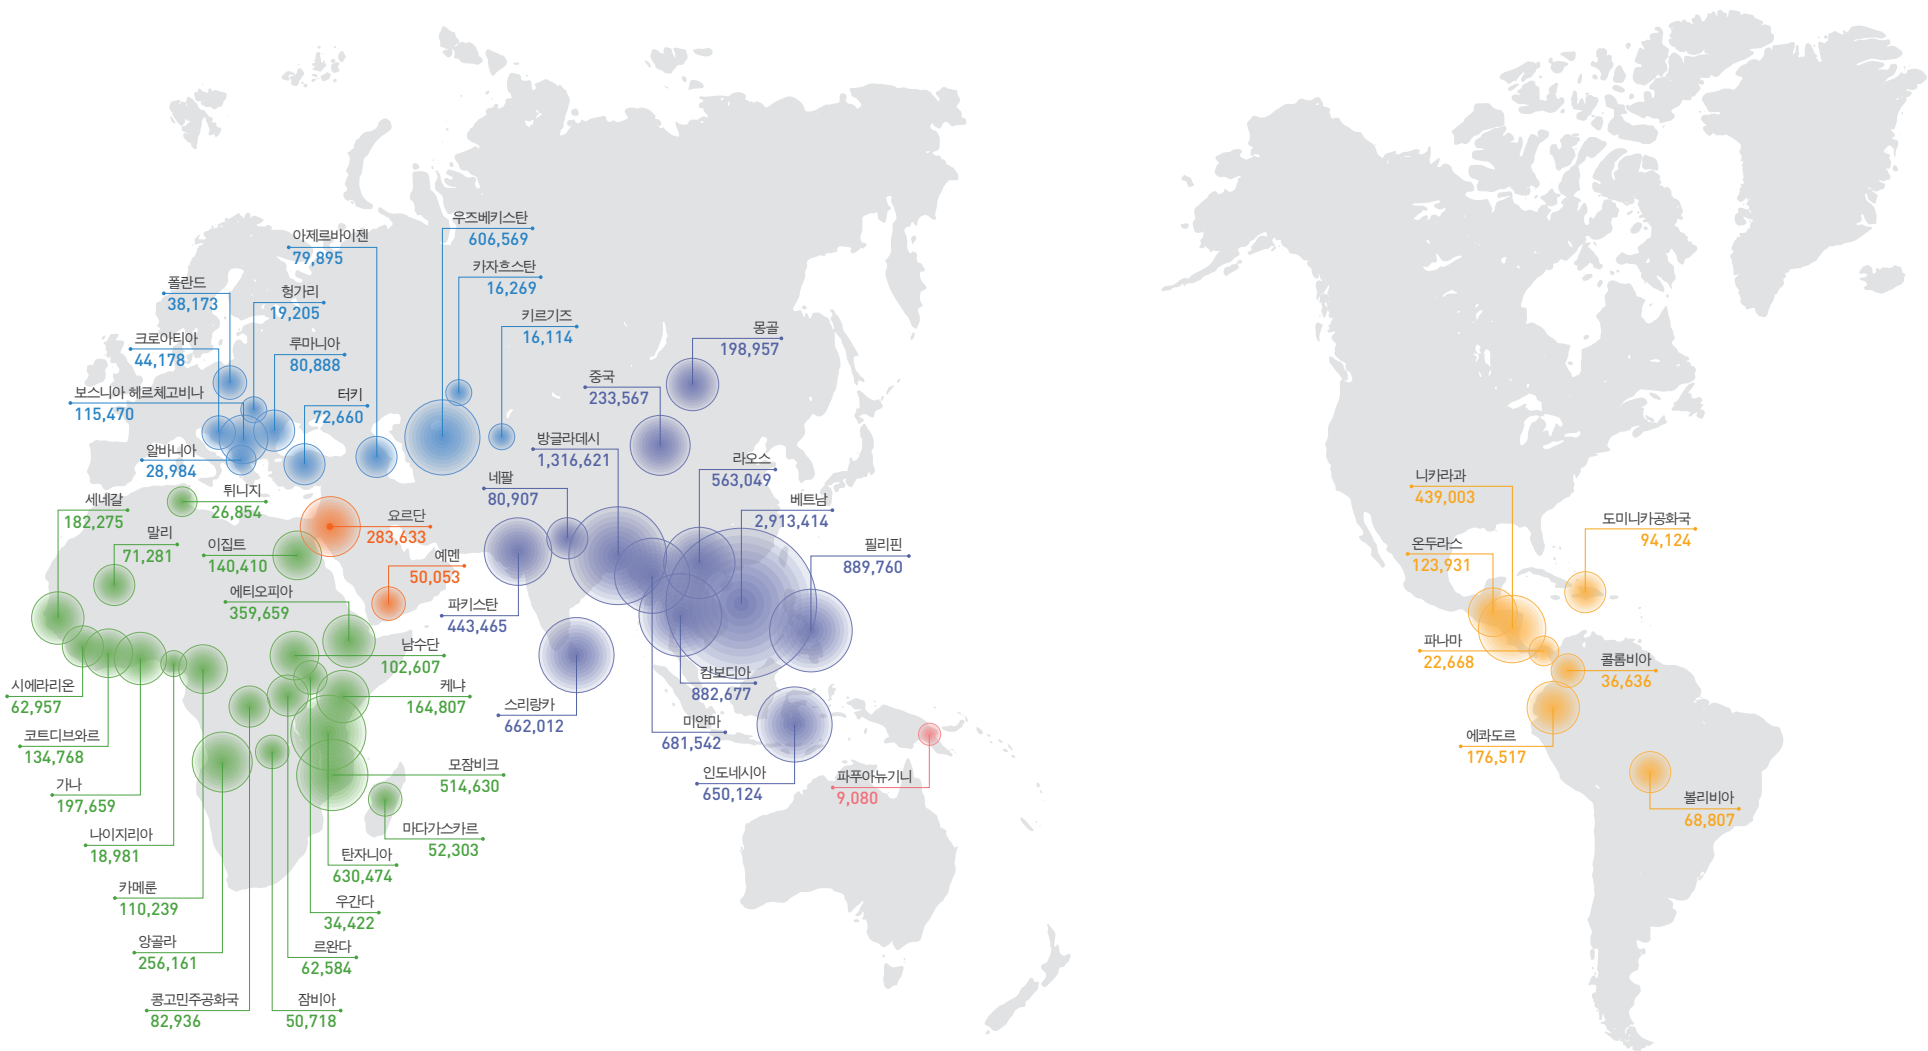 우즈베키스탄
606,569
아제르바이젠
79,895
카자흐스탄
16,269
폴란드
38,173
헝가리
19,205
키르기즈
16,114
크로아티아
44,178
루마니아
80,888
몽골
198,957
보스니아 헤르체고비나
115,470
터키
72,660
중국
233,567
알바니아
28,984
방글라데시
1,316,621
네팔
80,907
라오스
563,049
베트남
2,913,414
필리핀
889,760
세네갈
182,275
튀니지
26,854
말리
71,281
이집트
140,410
요르단
283,633
예멘
50,053
에티오피아
359,659
파키스탄
443,465
남수단
102,607
케냐
164,807
시에라리온
62,957
코트디브와르
134,768
가나
197,659
나이지리아
18,981
카메룬
110,239
앙골라
256,161
콩고민주공화국
82,936
잠비아
50,718
르완다
62,584
우간다
34,422
탄자니아
630,474
마다가스카르
52,303
모잠비크
514,630
스리랑카
662,012
캄보디아
882,677
미얀마
681,542
인도네시아
650,124
파푸아뉴기니
9,080
니카라과
439,003
도미니카공화국
94,124
온두라스
123,931
파나마
22,668
콜롬비아
36,636
에콰도르
176,517
볼리비아
68,807